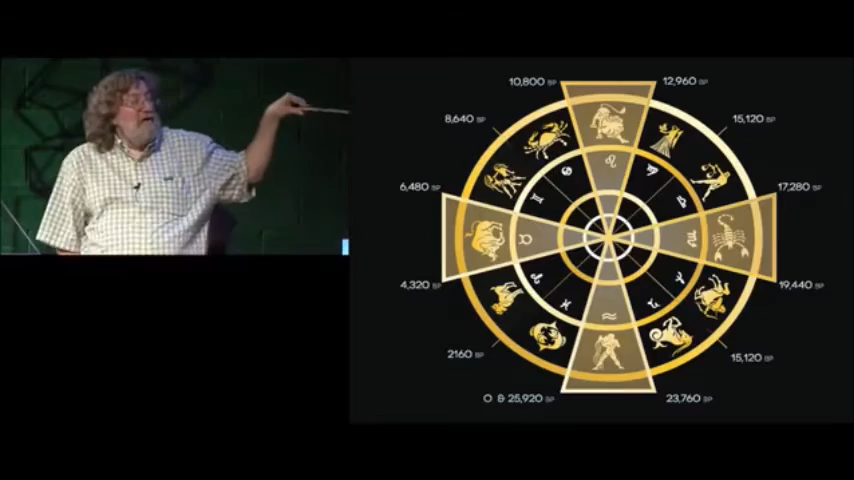 10,800 BP
12,960 BP
8,640 BP
15,120 BP
6,480 BP
17,280 BP
4,320 BP
19,440 BP
2160 BP
15,120 BP
0 & 25,920 BP
23,760 BP